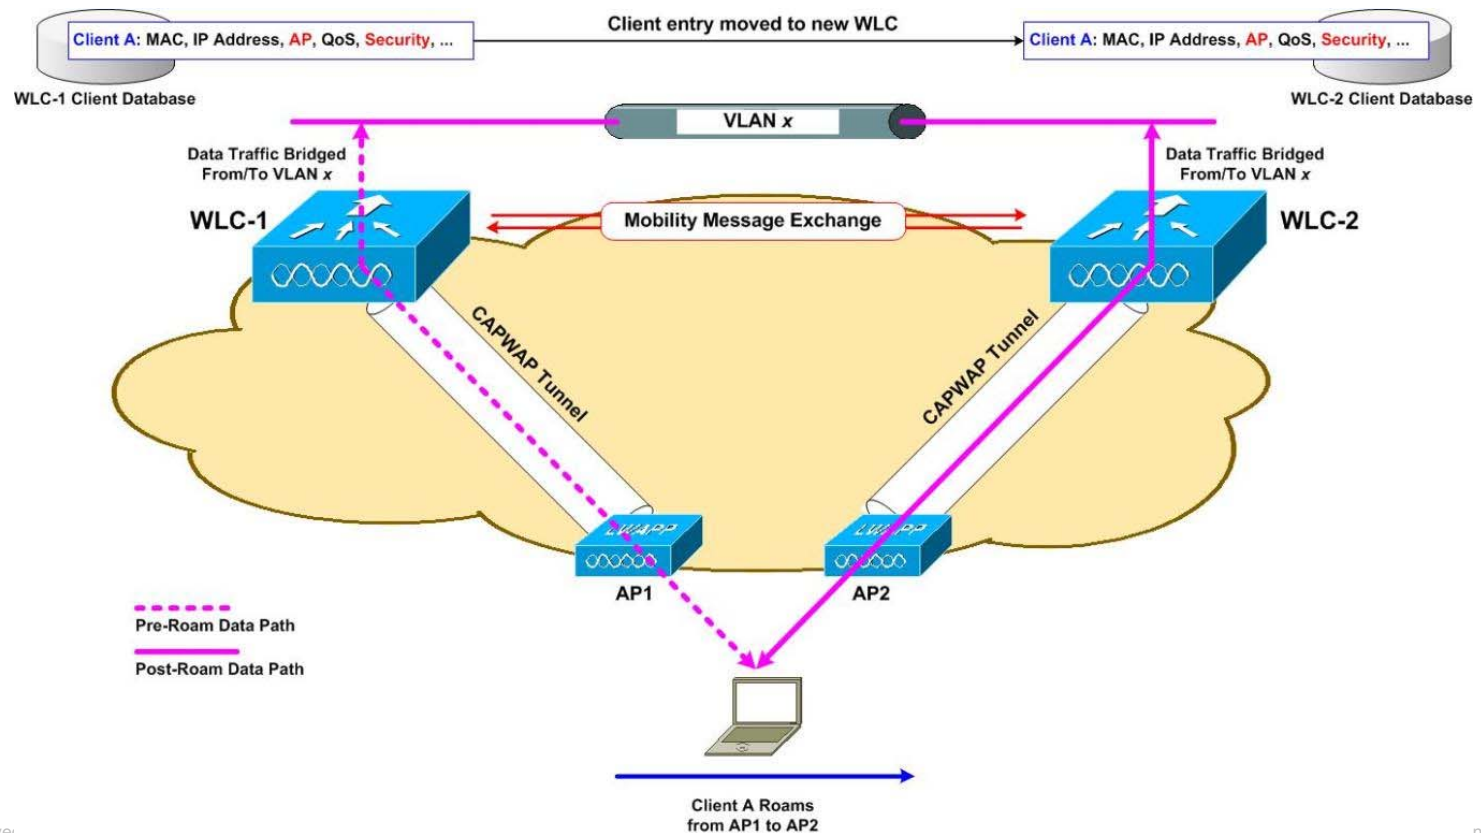 Client entry moved to new WLC
Client A: MAC, IP Address, AP, QoS, Security, ...
Client A: MAC, IP Address, AP, QoS, Security, ...
WLC-1 Client Database
WLC-2 Client Database
VLAN x
Data Traffic Bridged
From/To VLAN x
Data Traffic Bridged
From/To VLAN x
WLC-1
Mobility Message Exchange
WLC-2
CAPWAP Tunnel
CAPWAP Tunnel
LWAPP
LWAPP
AP1
AP2
Pre-Roam Data Path
Post-Roam Data Path
Client A Roams
from AP1 to AP2